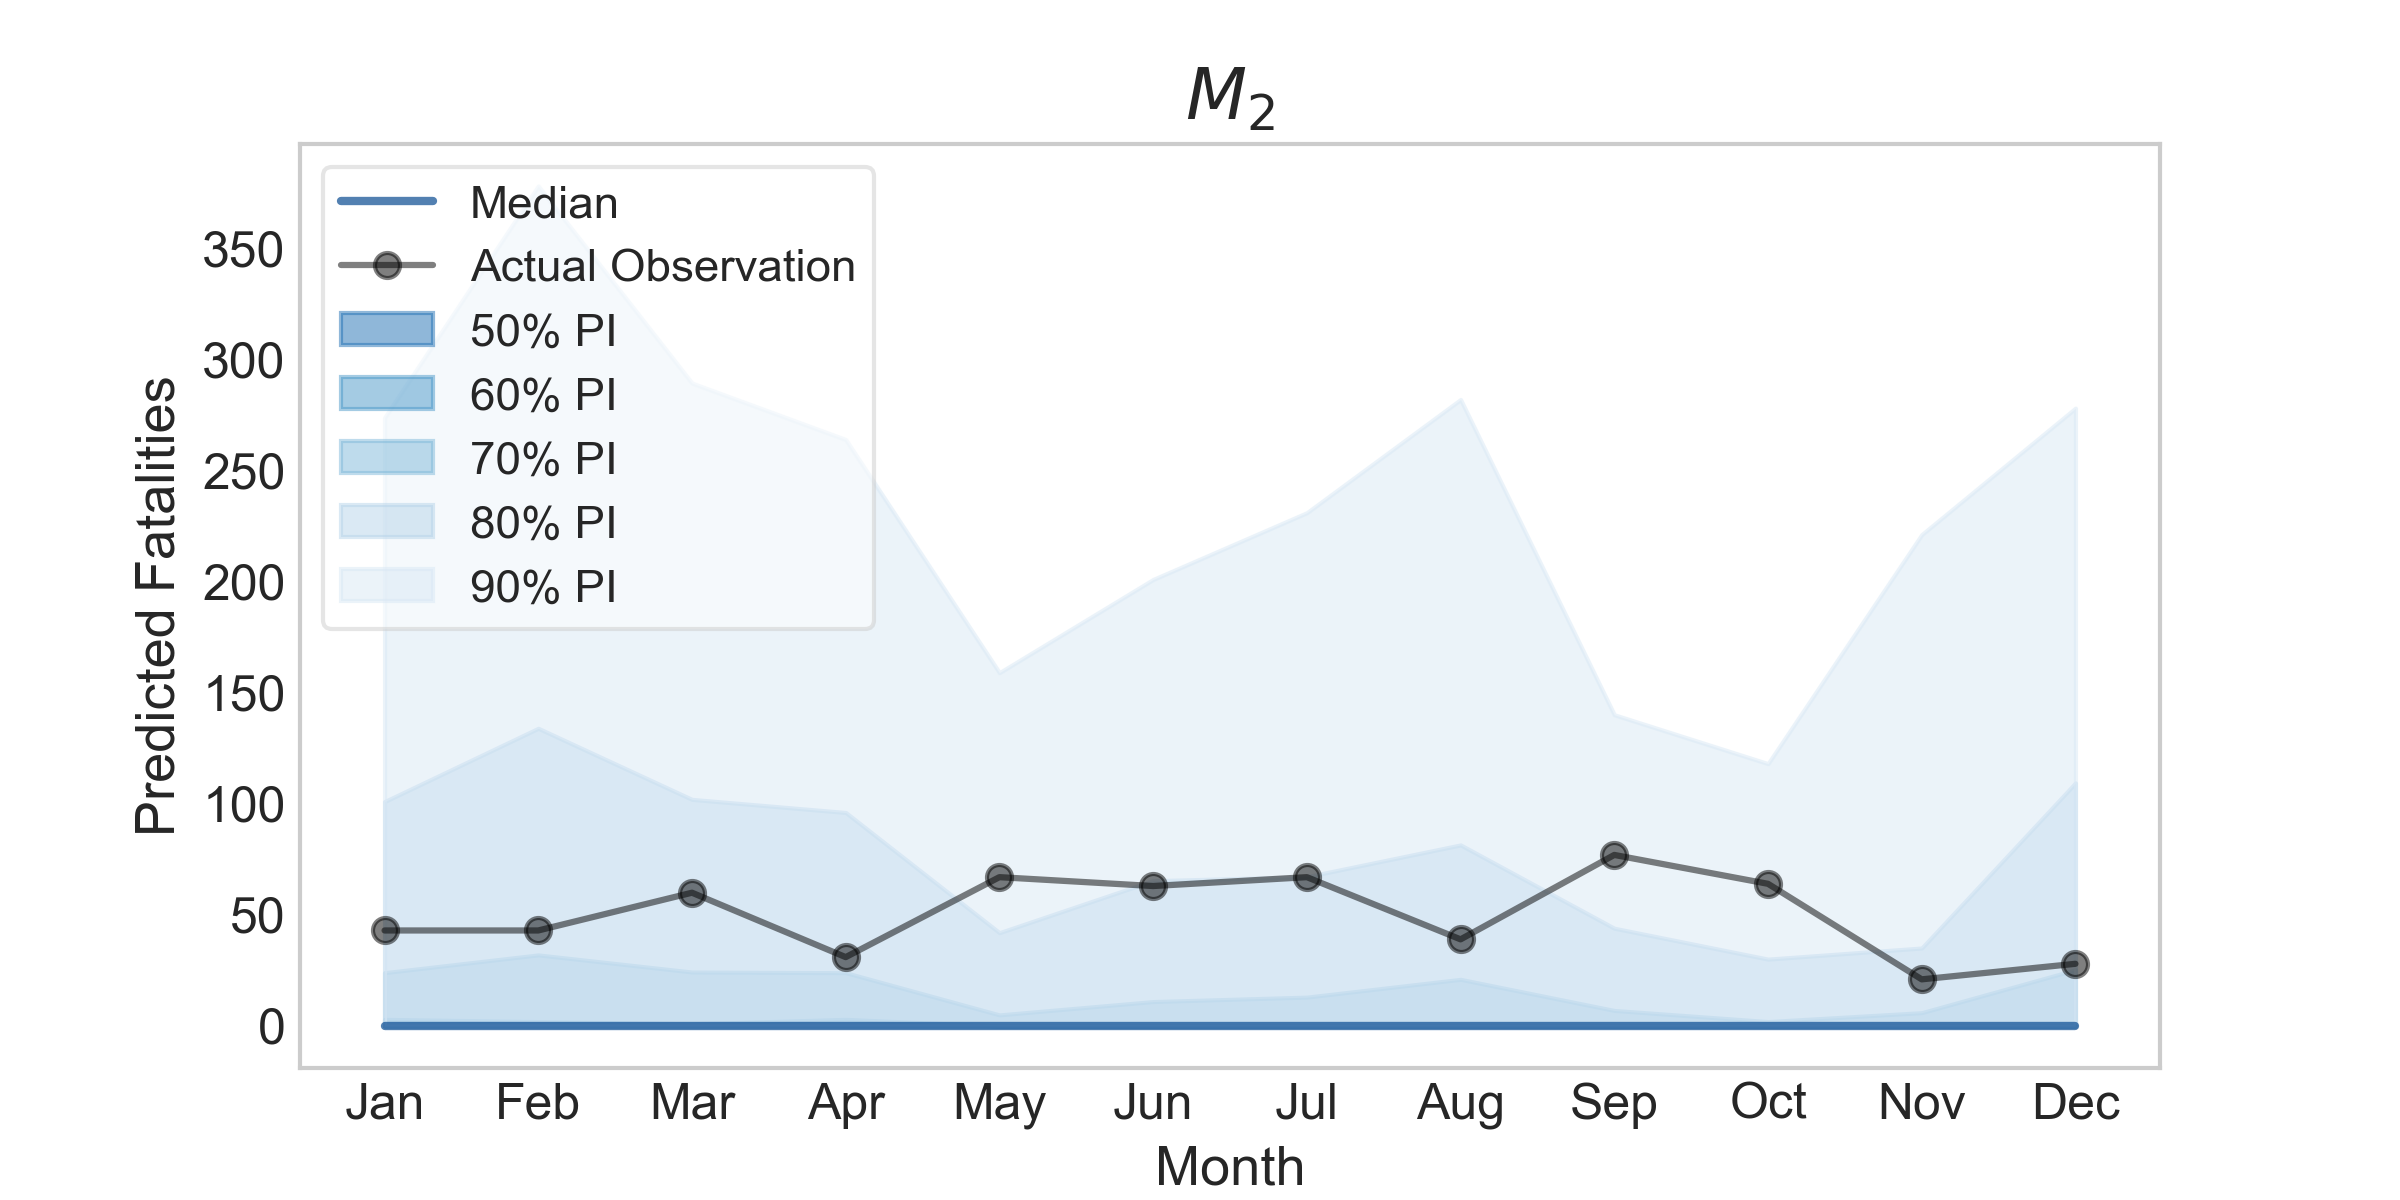 M2
Predicted Fatalities
350
300
250
200
150
100
50
0
Median
Actual Observation
50% PI
60% PI
70% PI
80% PI
90% PI
Jan Feb Mar Apr May Jun Jul Aug Sep Oct Nov Dec
Month